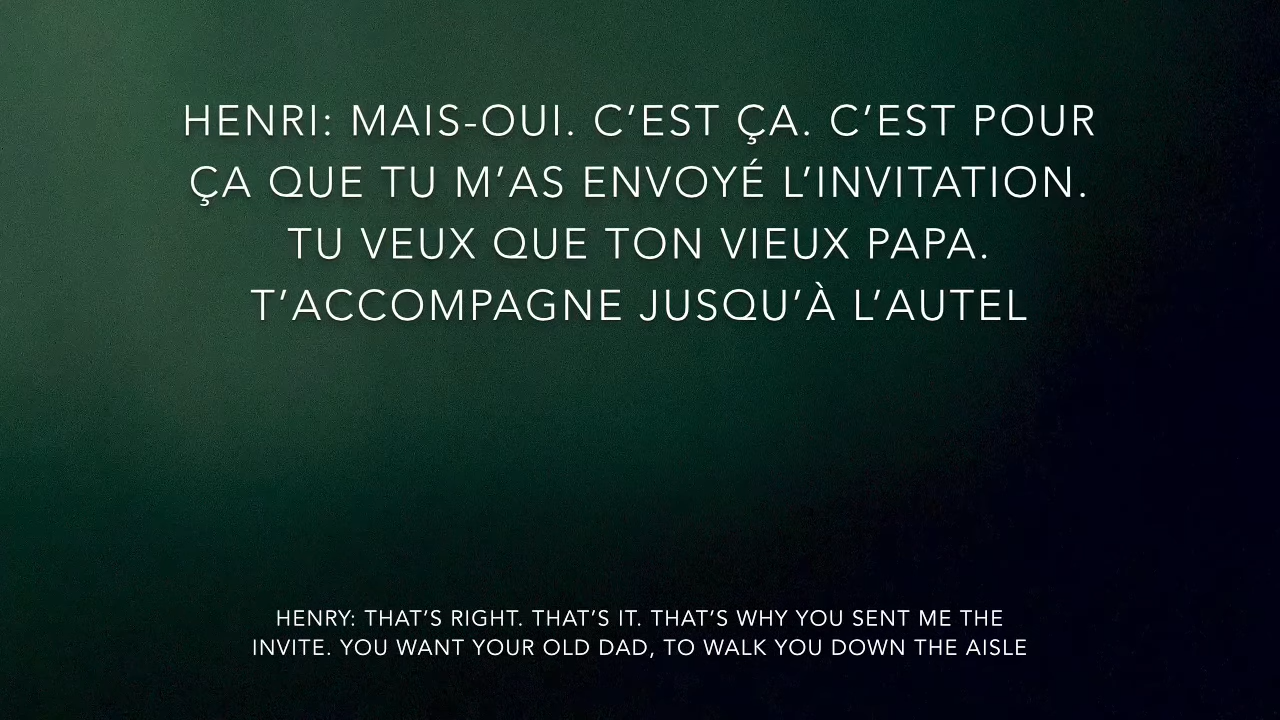 HENRI: MAIS-OUI. C’EST ÇA. C’EST POUR
ÇA QUE TU M’AS ENVOYÉ L’INVITATION.
TU VEUX QUE TON VIEUX PAPA.
T’ACCOMPAGNE JUSQU’À L’AUTEL
HENRY: THAT’S RIGHT. THAT’S IT. THAT’S WHY YOU SENT ME THE
INVITE. YOU WANT YOUR OLD DAD, TO WALK YOU DOWN THE AISLE